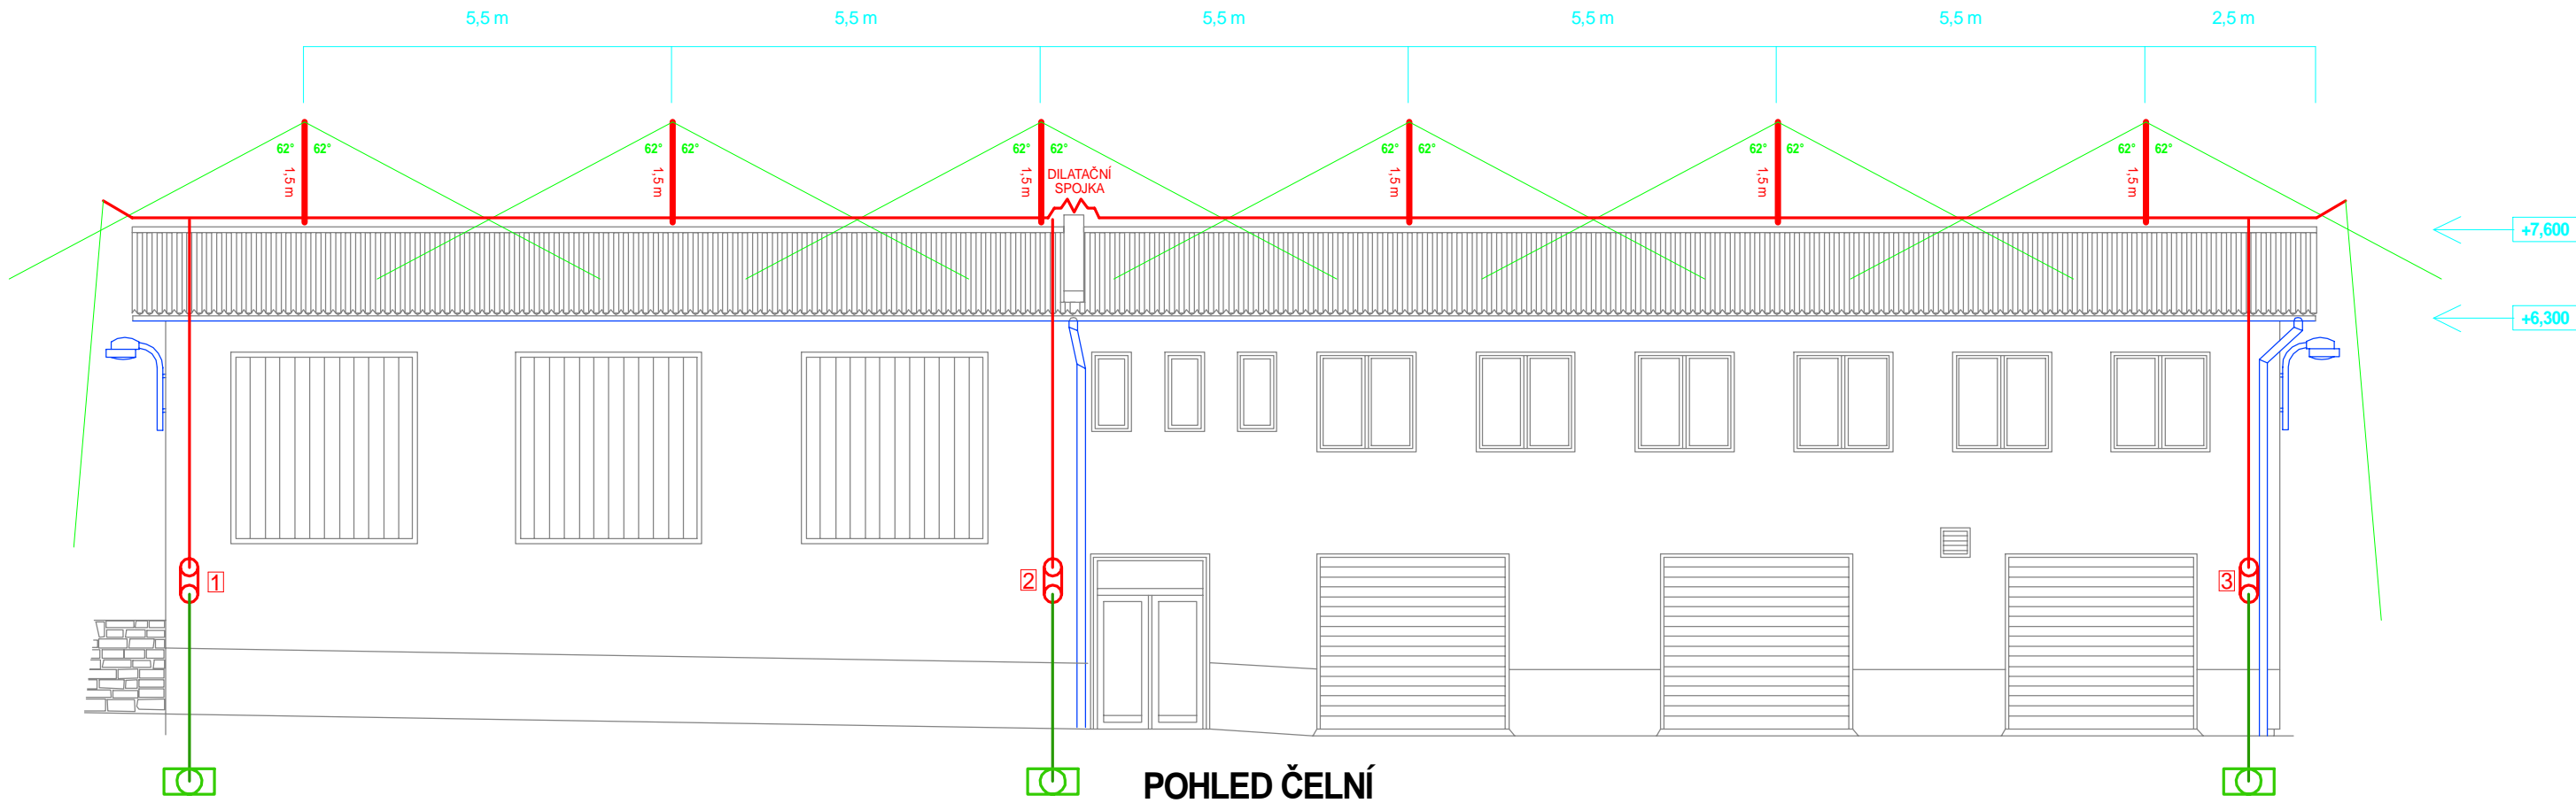 5,5 m
5,5 m
5,5 m
5,5 m
5,5 m
2,5 m
62° 62°
62° 62°
62° 62°
62° 62°
62° 62°
62° 62°
1,5 m
1,5 m
1,5 m
DILATAČNÍ
SPOJKA
1,5 m
1,5 m
1,5 m
+7,600
+6,300
1
2
3
POHLED ČELNÍ